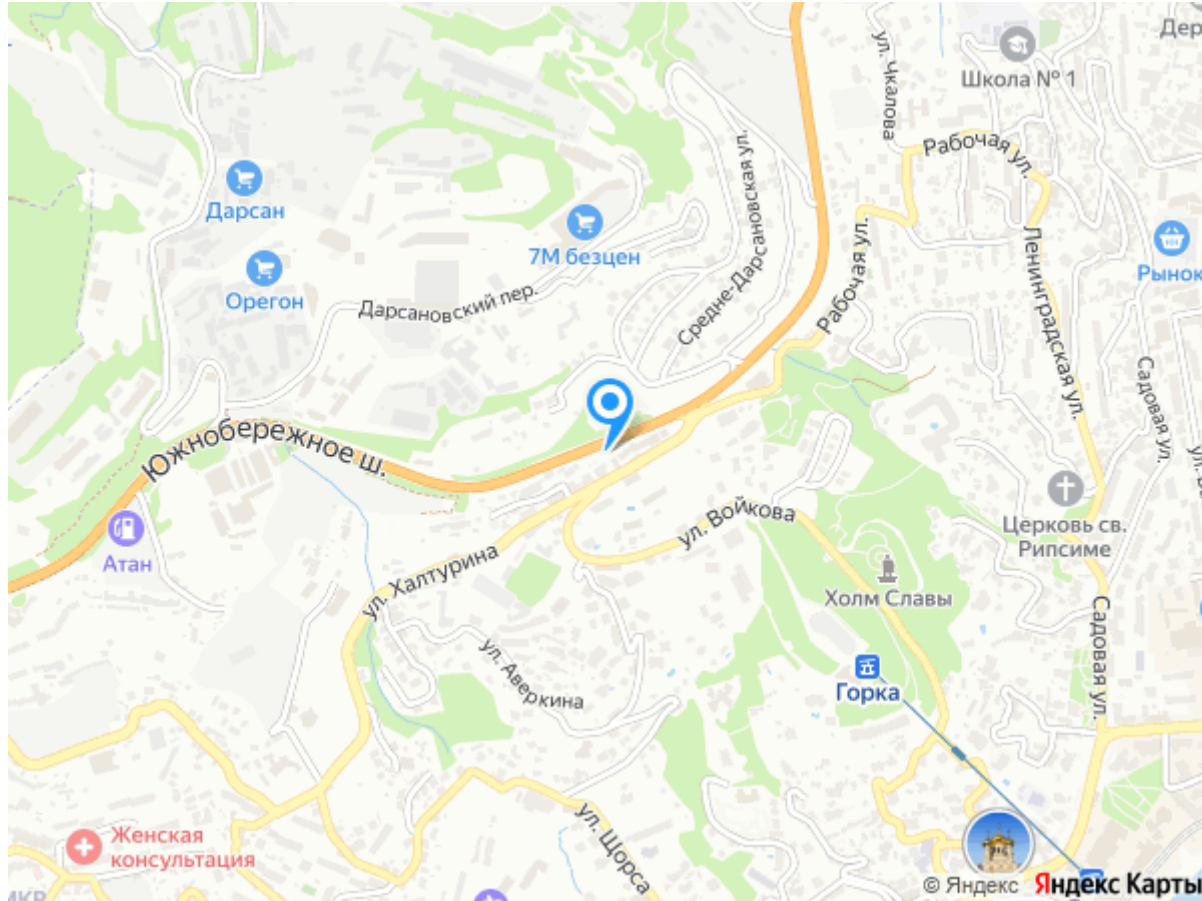 Дер
ул. Чкалова
Школа № 1
Рабочая ул.
Дарсан
7М безцен
Средне-Дарсановская ул.
Рабочая ул.
Ленинградская ул.
Рынок
Орегон
Дарсановский пер.
Садовая ул.
Южнобережное ш.
ул. Войкова
Церковь св.
Рипсиме
Атан
ул. Халтурина
Холм Славы
ул. Аверкина
Горка
Садовая ул.
Женская
консультация
ул. Щорса
МКР
© Яндекс Яндекс Карты